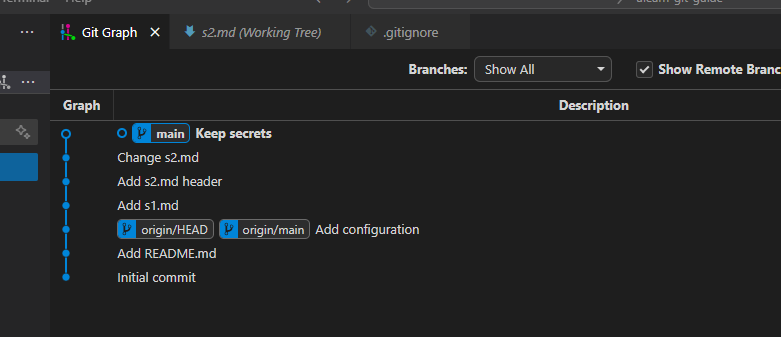 Terminal Help
Git Graph s2.md (Working Tree) .gitignore
Branches: Show All Show Remote Branc
Graph Description
main Keep secrets
Change s2.md
Add s2.md header
Add s1.md
origin/HEAD origin/main Add configuration
Add README.md
Initial commit